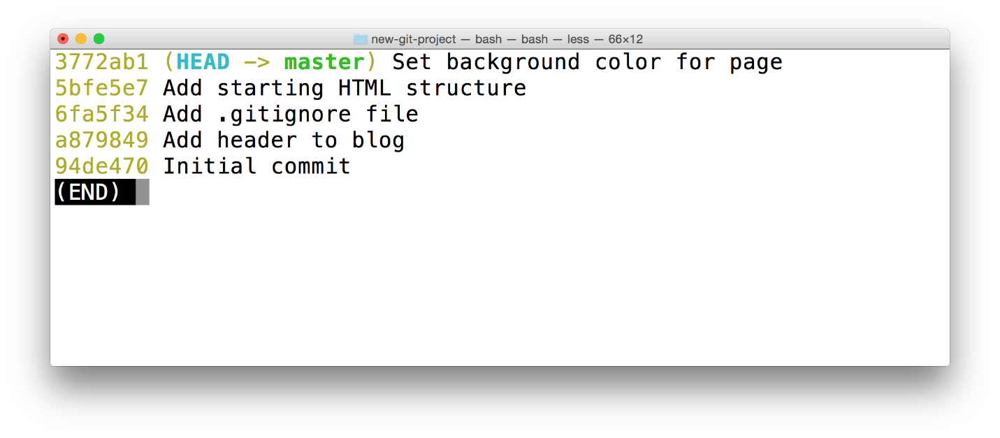 new-git-project — bash — bash — less — 66×12
3772ab1 (HEAD -> master) Set background color for page
5bfe5e7 Add starting HTML structure
6fa5f34 Add .gitignore file
a879849 Add header to blog
94de470 Initial commit
(END)